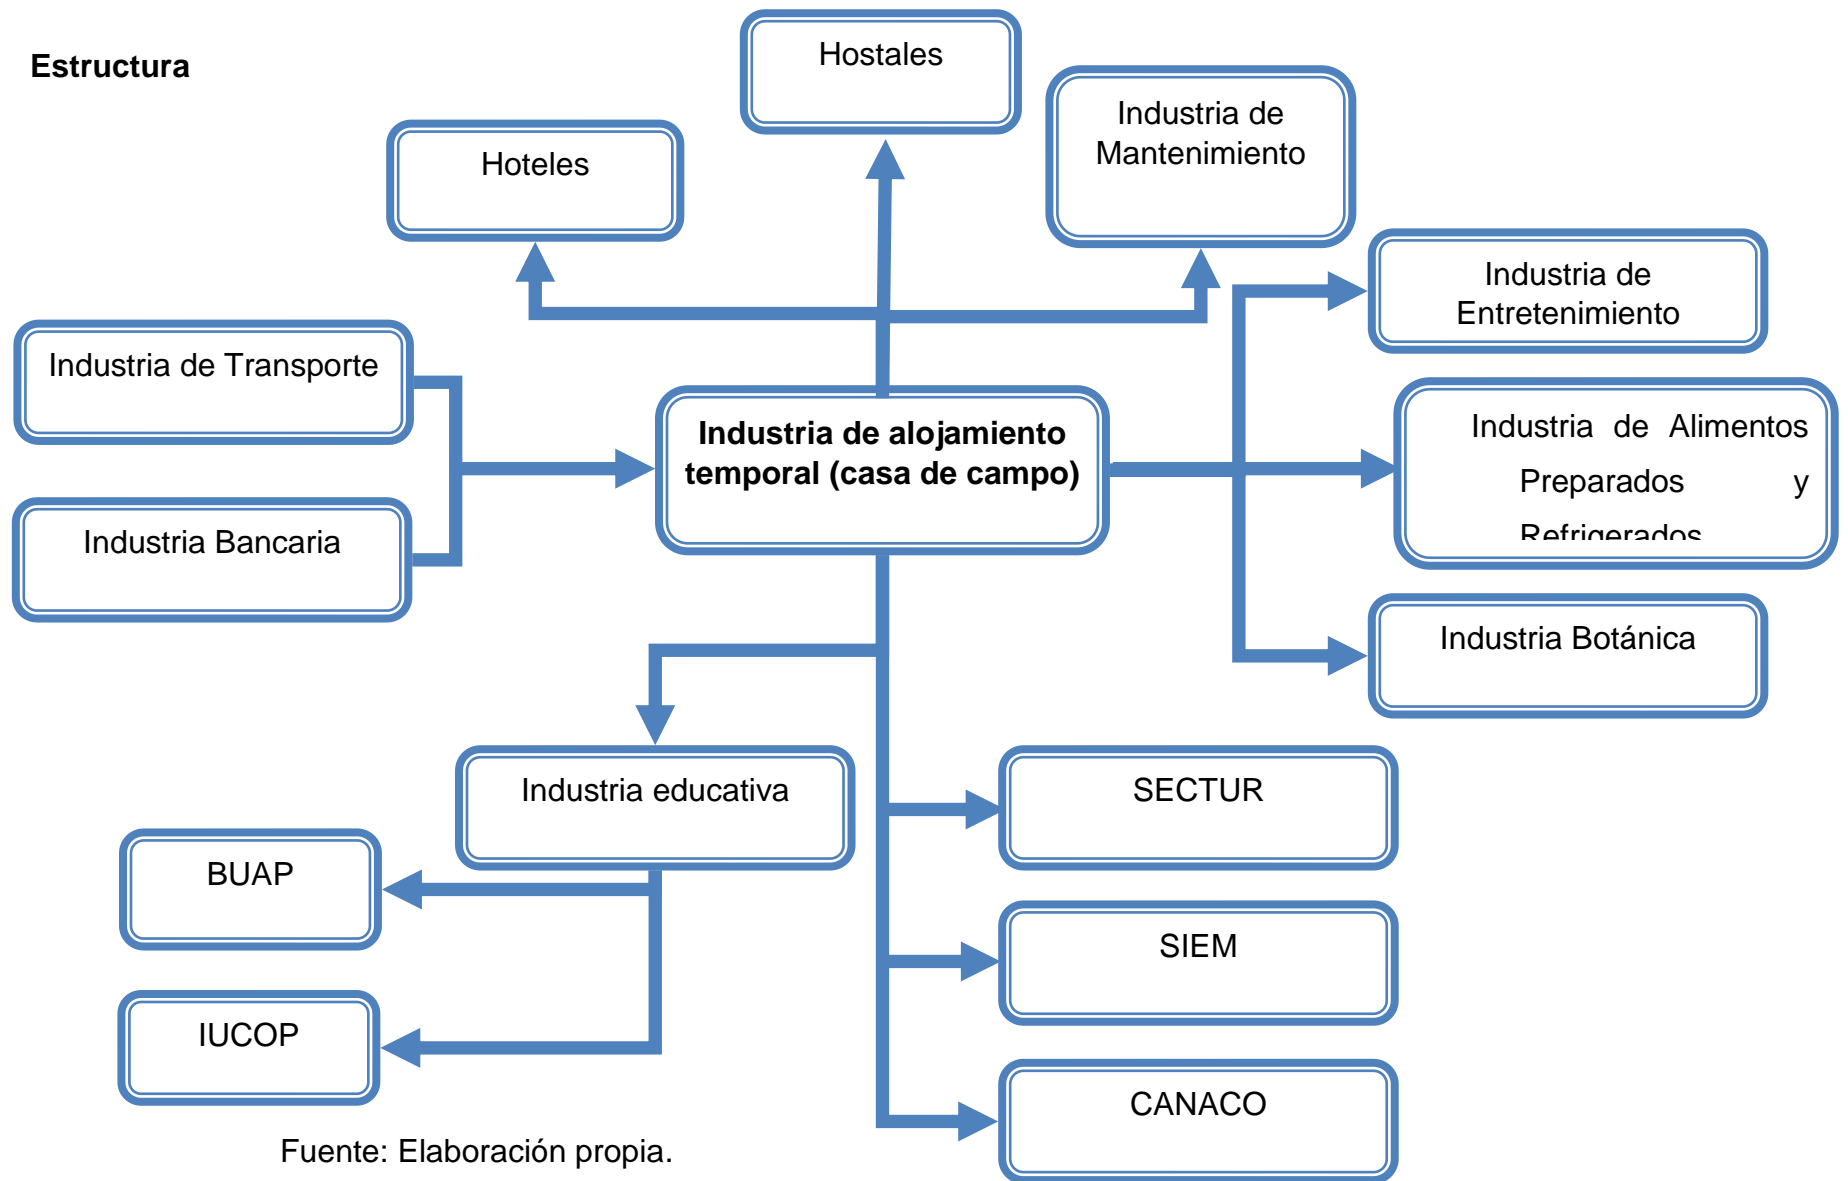 Estructura
Hostales
Industria de
Mantenimiento
Hoteles
Industria de
Entretenimiento
Industria de Transporte
Industria de alojamiento
temporal (casa de campo)
Industria de Alimentos
Preparados y
Refrigerados
Industria Bancaria
Industria Botánica
Industria educativa
SECTUR
BUAP
SIEM
IUCOP
CANACO
Fuente: Elaboración propia.